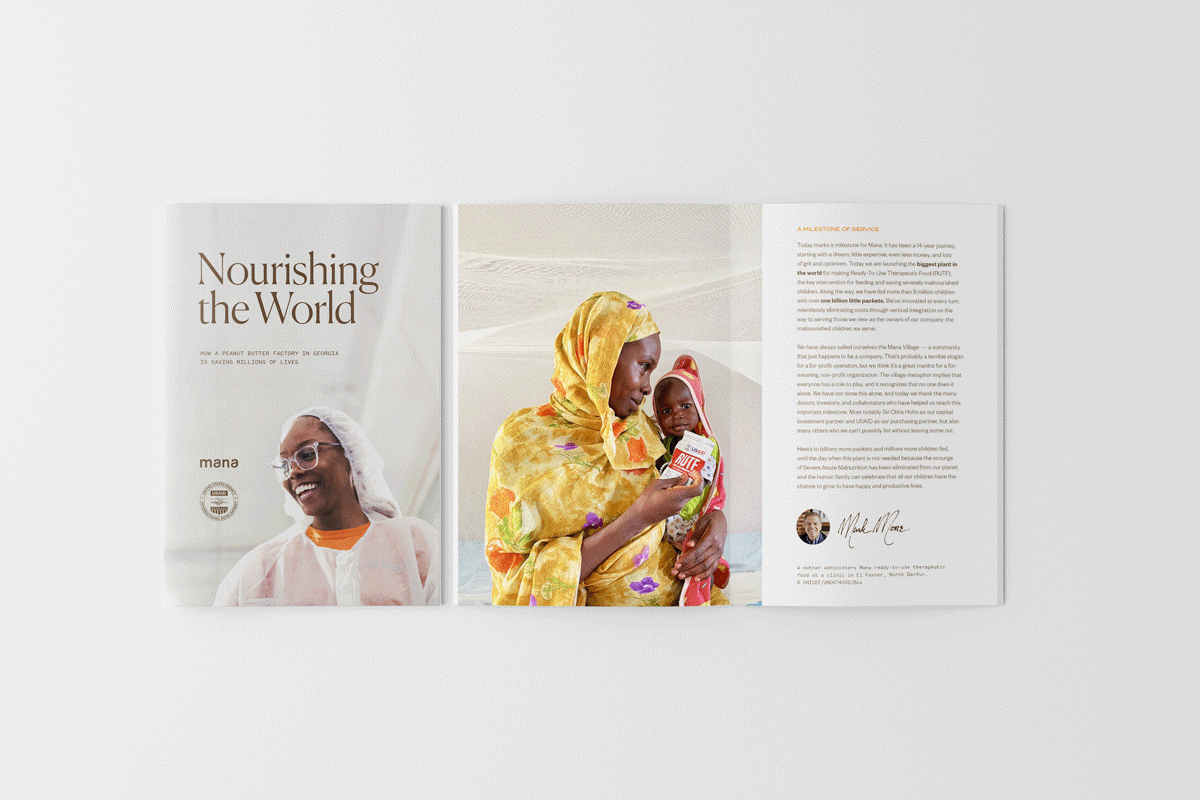 Nourishing
the World
HOW A PEANUT BUTTER FACTORY IN GEORGIA
IS SAVING MILLIONS OF LIVES
mana
USAID
USAID
RUTF
A MILESTONE OF SERVICE
Today marks a milestone for Mana. It has been a 14-year journey,
starting with a dream, little expertise, even less money, and lots
of grit and optimism. Today we are launching the biggest plant in
the world for making Ready-To-Use Therapeutic Food (RUTF),
the key intervention for feeding and saving severely malnourished
children. Along the way, we have fed more than 8 million children
with over one billion little packets. We've innovated at every turn,
relentlessly eliminating costs through vertical integration on the
way to serving those we view as the owners of our company-the
malnourished children we serve.
We have always called ourselves the Mana Village — a community
that just happens to be a company. That's probably a terrible slogan
for a for-profit operation, but we think it's a great mantra for a for-
meaning, non-profit organization. The village metaphor implies that
everyone has a role to play, and it recognizes that no one does it
alone. We have not done this alone, and today we thank the many
donors, investors, and collaborators who have helped us reach this
important milestone. Most notably Sir Chris Hohn as our capital
investment partner and USAID as our purchasing partner, but also
many others who we can't possibly list without leaving some out.
Here's to billions more packets and millions more children fed,
until the day when this plant is not needed because the scourge
of Severe Acute Malnutrition has been eliminated from our planet,
and the human family can celebrate that all our children have the
chance to grow to have happy and productive lives.
Mark Moore
A mother administers Mana ready-to-use therapeutic
food at a clinic in El Fasher, North Darfur.